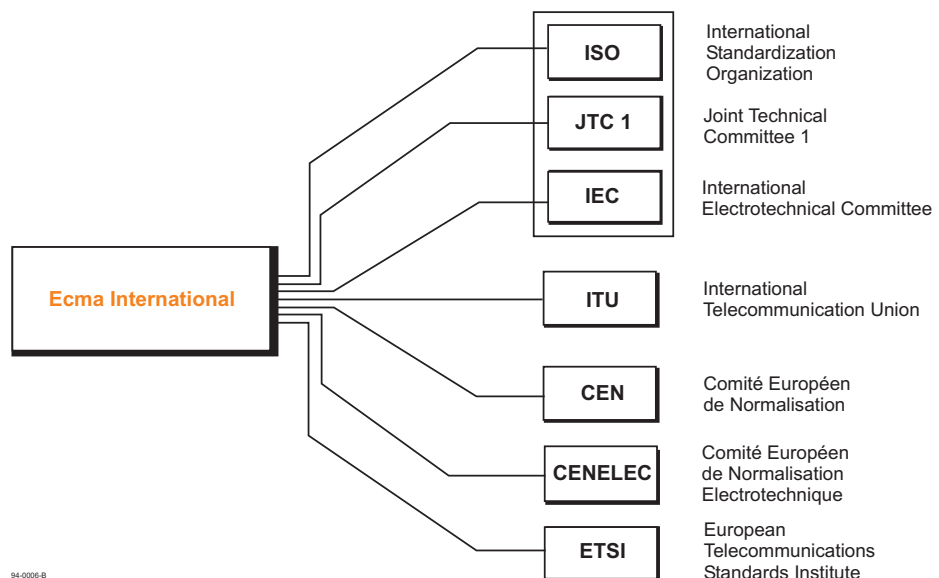 ISO
International
Standardization
Organization
JTC 1
Joint Technical
Committee 1
IEC
International
Electrotechnical Committee
Ecma International
ITU
International
Telecommunication Union
CEN
Comité Européen
de Normalisation
CENELEC
Comité Européen
de Normalisation
Electrotechnique
ETSI
European
Telecommunications
Standards Institute
94-0006-B